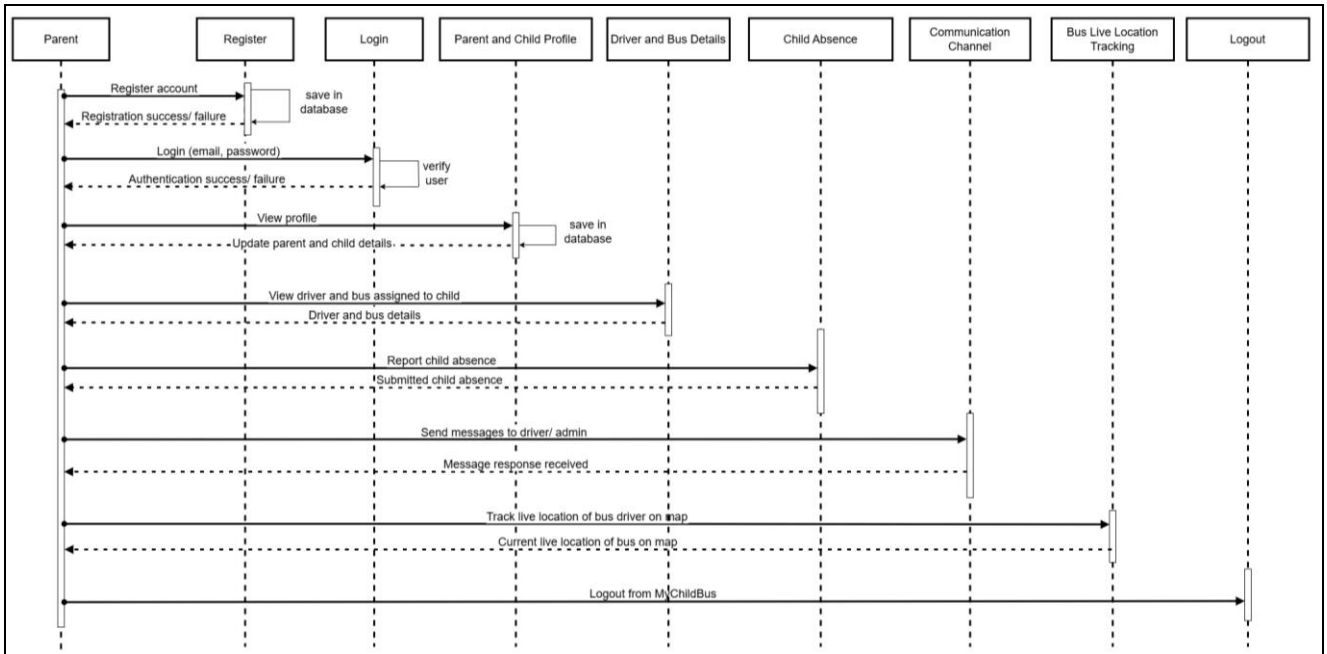 Parent
Register
Login
Parent and Child Profile
Driver and Bus Details
Child Absence
Communication
Channel
Bus Live Location
Tracking
Logout
Register account
save in
database
Registration success/ failure
Login (email, password)
verify
user
Authentication success/ failure
View profile
save in
database
Update parent and child details
View driver and bus assigned to child
Driver and bus details
Report child absence
Submitted child absence
Send messages to driver/ admin
Message response received
Track live location of bus driver on map
Current live location of bus on map
Logout from MyChildBus